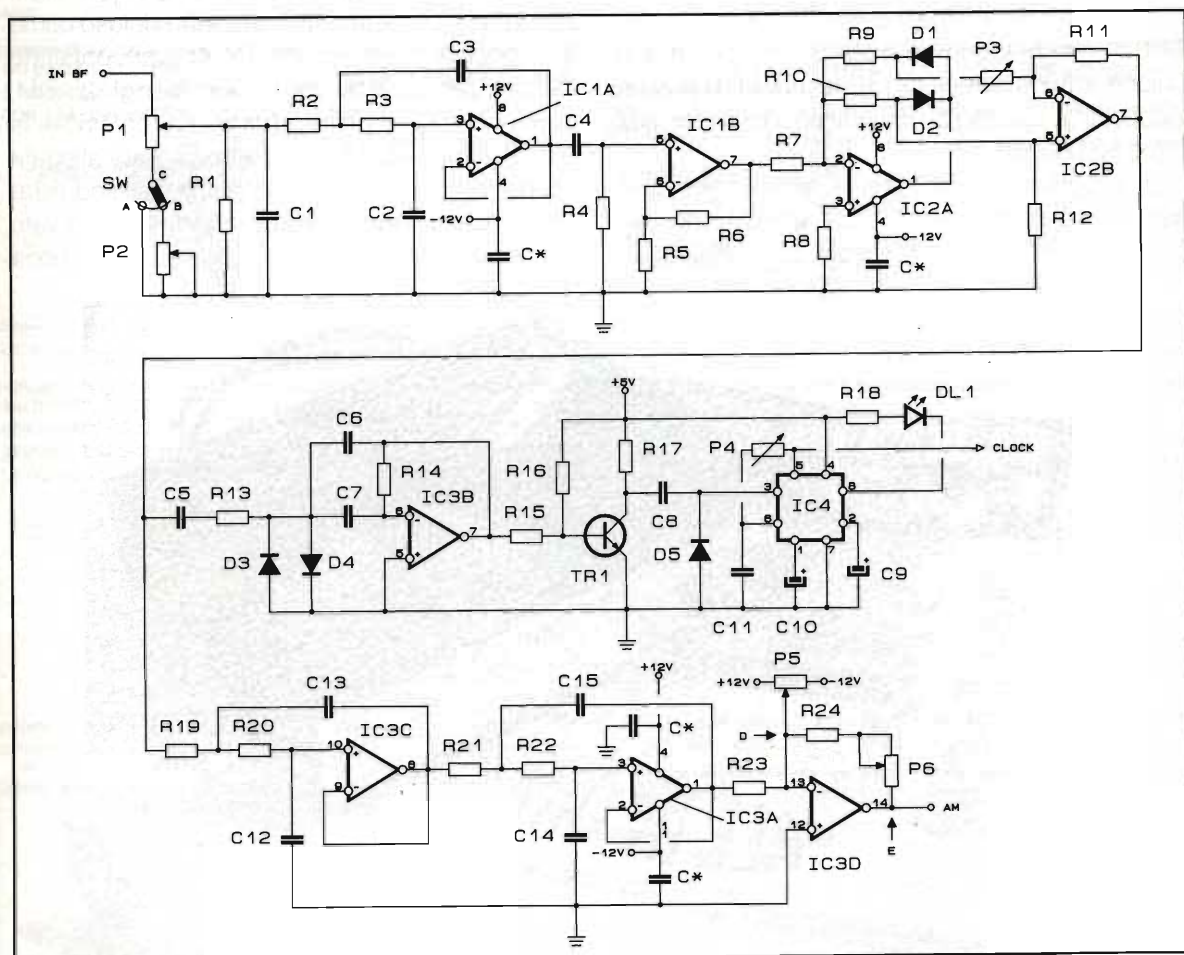 C3
R9
D1
P3
R11
IN BF
R10
P1
R2
R3
+12V
8
IC1A
C4
IC1B
D2
6
7
3
1
5
7
R7
+12V
8
5
2
6
2
1
IC2B
SW
C
A
B
R1
4
IC2A
C1
C2
-12V
R4
R6
3
4
R12
P2
R5
R8
-12V
C*
C*
+5V
R18
DL1
C6
P4
R17
CLOCK
R14
R16
5
4
C5
R13
IC3B
3
8
C7
6
R15
C8
IC4
7
6
2
D3
D4
5
D5
1
7
TR1
C9
C11
C10
C13
C15
+12V
P5
+12V
-12V
R19
R20
IC3C
C*
R24
D
4
10
R21
R22
3
R23
8
1
13
P6
9
2
14
AM
C12
C14
11
IC3A
12
-12V
E
IC3D
C*